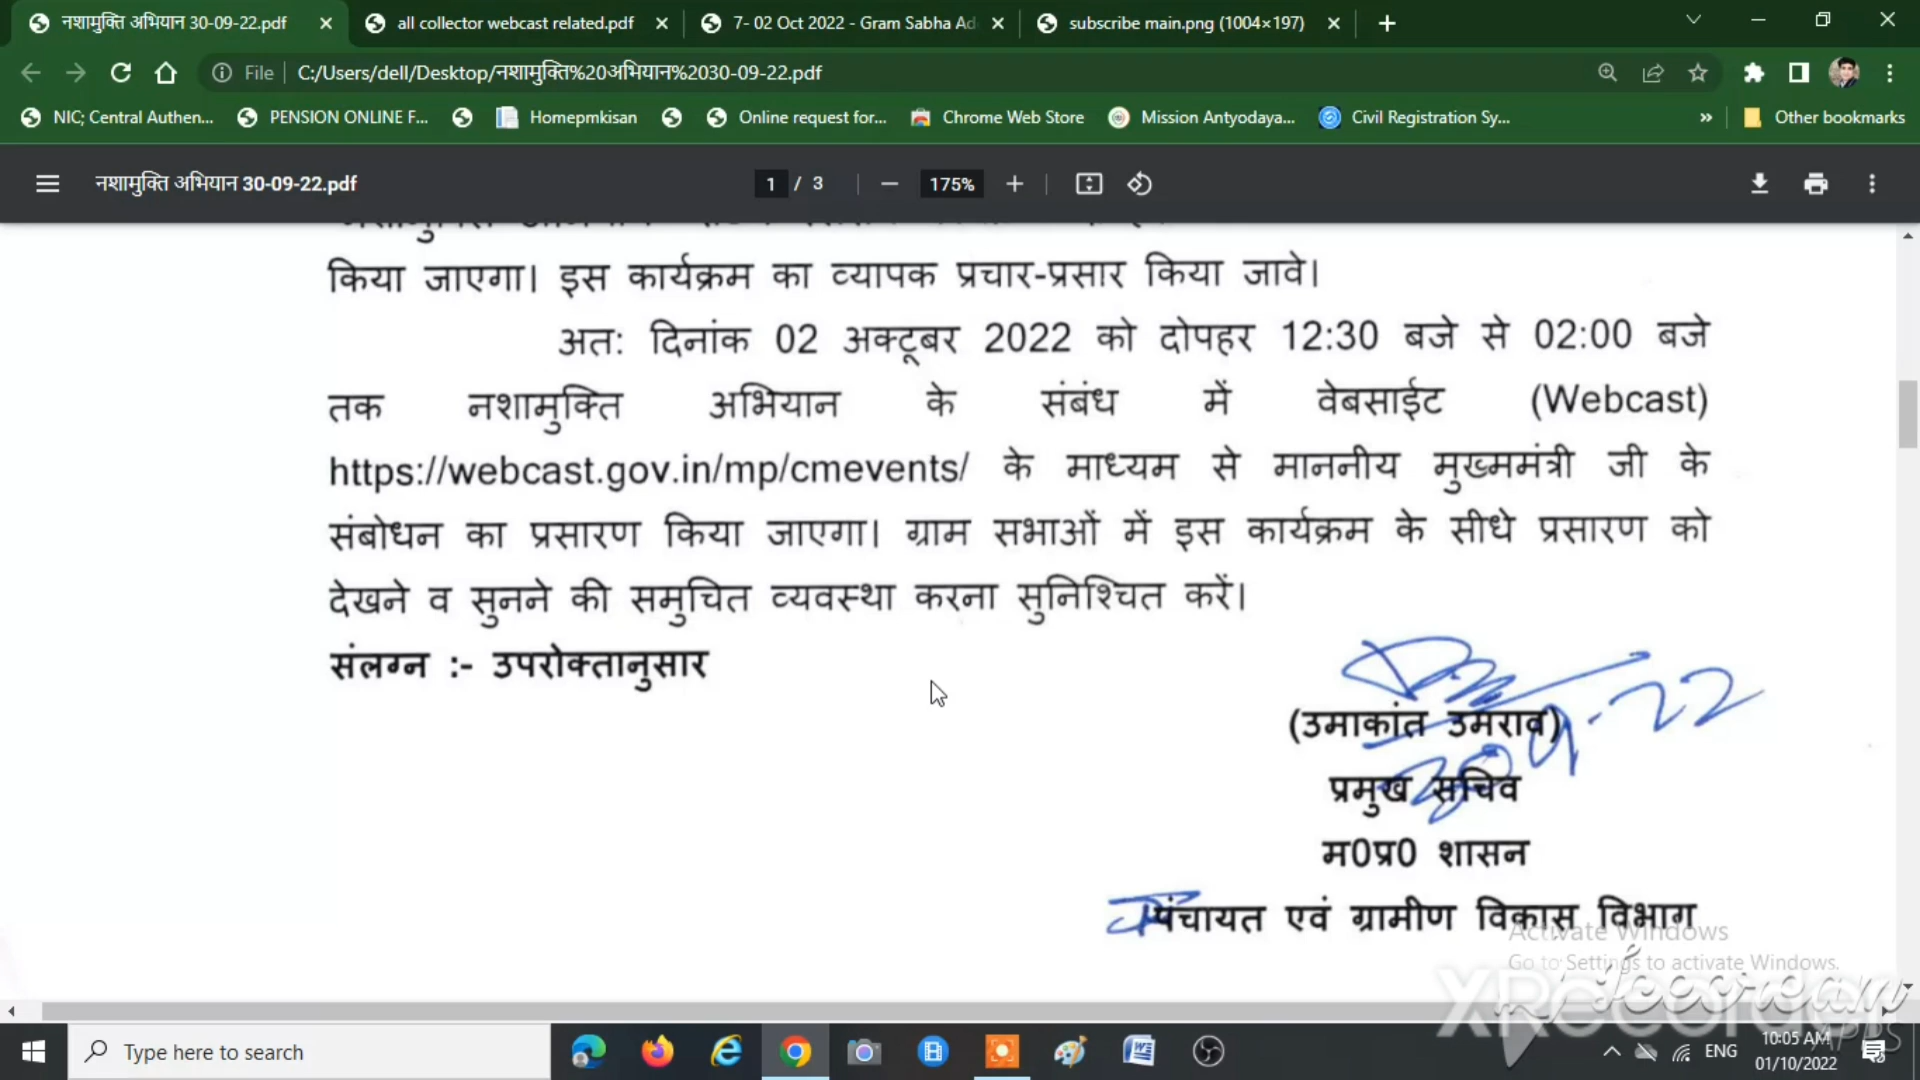 नशामुक्ति अभियान 30-09-22.pdf
all collector webcast related.pdf
7- 02 Oct 2022 - Gram Sabha Ad
subscribe main.png (1004×197)
File
C:/Users/dell/Desktop/नशामुक्ति%20अभियान%2030-09-22.pdf
NIC; Central Authen...
PENSION ONLINE F...
Homepmkisan
Online request for...
Chrome Web Store
Mission Antyodaya...
Civil Registration Sy...
»
Other bookmarks
नशामुक्ति अभियान 30-09-22.pdf
1 / 3
175%
किया जाएगा। इस कार्यक्रम का व्यापक प्रचार-प्रसार किया जावे।
अत: दिनांक 02 अक्टूबर 2022 को दोपहर 12:30 बजे से 02:00 बजे
तक नशामुक्ति अभियान के संबंध में वेबसाईट (Webcast)
https://webcast.gov.in/mp/cmevents/ के माध्यम से माननीय मुख्यमंत्री जी के
संबोधन का प्रसारण किया जाएगा। ग्राम सभाओं में इस कार्यक्रम के सीधे प्रसारण को
देखने व सुनने की समुचित व्यवस्था करना सुनिश्चित करें।
संलग्न :- उपरोक्तानुसार
(उमाकांत उमराव)
प्रमुख सचिव
म0प्र0 शासन
पंचायत एवं ग्रामीण विकास विभाग
Activate Windows
Go to Settings to activate Windows.
Type here to search
ENG
10:05 AM
01/10/2022